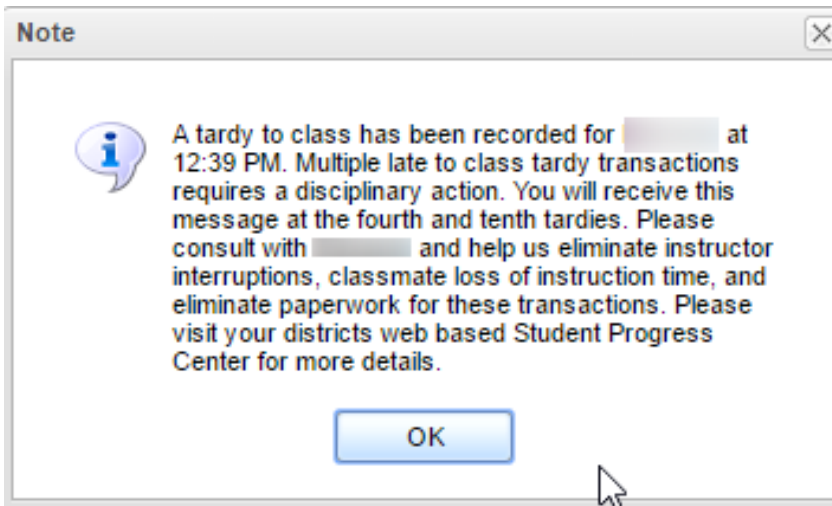 Note
A tardy to class has been recorded for at
12:39 PM. Multiple late to class tardy transactions
requires a disciplinary action. You will receive this
message at the fourth and tenth tardies. Please
consult with and help us eliminate instructor
interruptions, classmate loss of instruction time, and
eliminate paperwork for these transactions. Please
visit your districts web based Student Progress
Center for more details.
OK